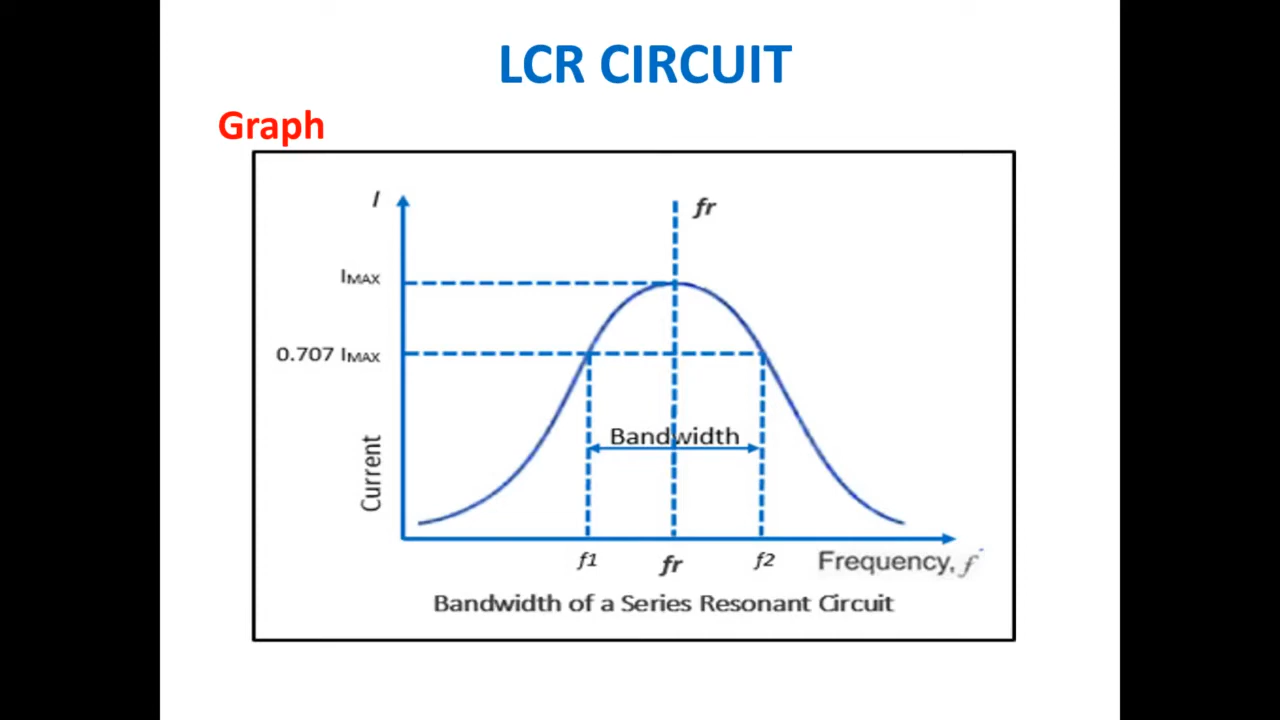 LCR CIRCUIT
Graph
I
fr
IMAX
0.707 IMAX
Bandwidth
Current
f1
fr
f2
Frequency, f
Bandwidth of a Series Resonant Circuit